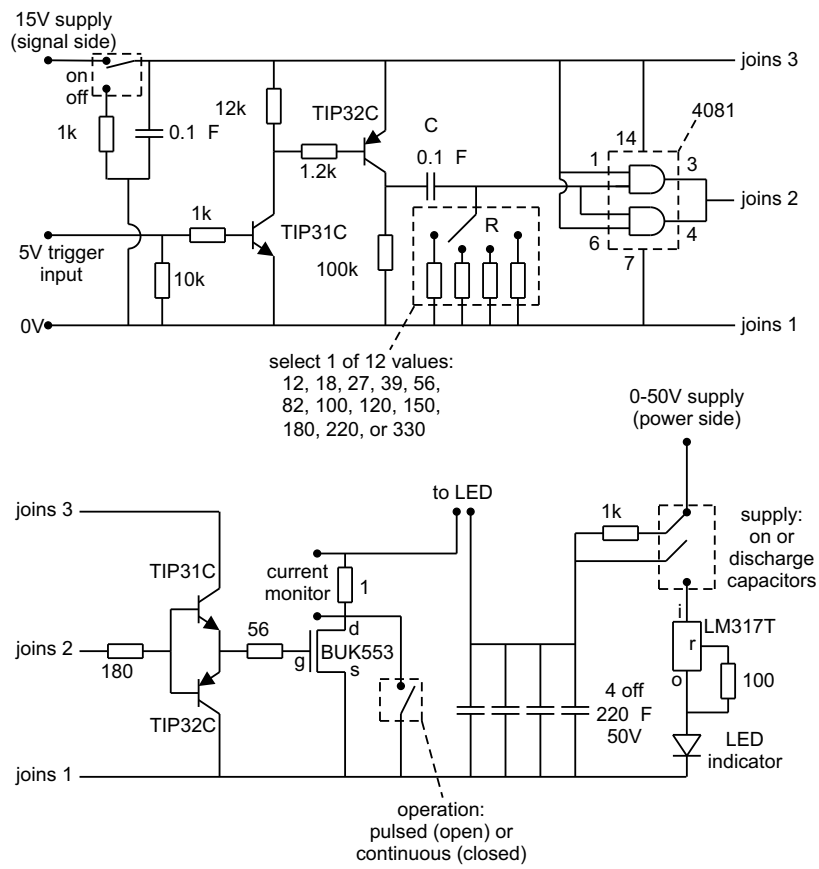 15V supply
(signal side)
joins 3
on
off
12k
TIP32C
4081
1k
0.1 F
C
0.1 F
14
1.2k
1
3
1k
R
joins 2
TIP31C
5V trigger
input
6
4
10k
100k
7
0V
joins 1
select 1 of 12 values:
12, 18, 27, 39, 56,
82, 100, 120, 150,
180, 220, or 330
0-50V supply
(power side)
to LED
joins 3
1k
supply:
on or
discharge
capacitors
TIP31C
current
monitor
1
i
LM317T
joins 2
56
d
r
180
g
BUK553
s
o
100
TIP32C
4 off
220 F
50V
LED
indicator
joins 1
operation:
pulsed (open) or
continuous (closed)